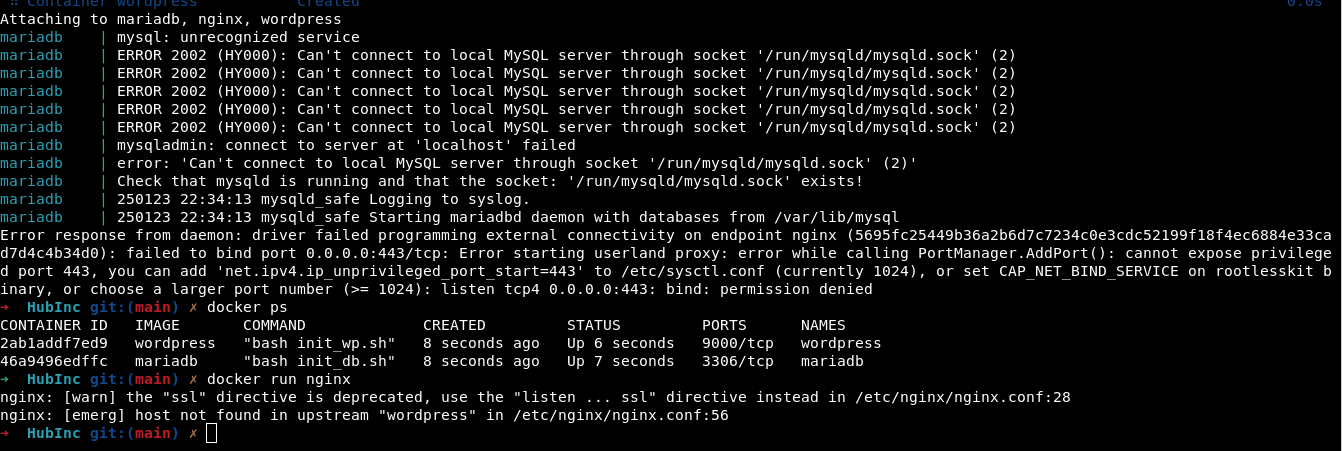 ⠿ Container wordpress Created 0.0s
Attaching to mariadb, nginx, wordpress
mariadb | mysql: unrecognized service
mariadb | ERROR 2002 (HY000): Can't connect to local MySQL server through socket '/run/mysqld/mysqld.sock' (2)
mariadb | ERROR 2002 (HY000): Can't connect to local MySQL server through socket '/run/mysqld/mysqld.sock' (2)
mariadb | ERROR 2002 (HY000): Can't connect to local MySQL server through socket '/run/mysqld/mysqld.sock' (2)
mariadb | ERROR 2002 (HY000): Can't connect to local MySQL server through socket '/run/mysqld/mysqld.sock' (2)
mariadb | ERROR 2002 (HY000): Can't connect to local MySQL server through socket '/run/mysqld/mysqld.sock' (2)
mariadb | mysqladmin: connect to server at 'localhost' failed
mariadb | error: 'Can't connect to local MySQL server through socket '/run/mysqld/mysqld.sock' (2)'
mariadb | Check that mysqld is running and that the socket: '/run/mysqld/mysqld.sock' exists!
mariadb | 250123 22:34:13 mysqld_safe Logging to syslog.
mariadb | 250123 22:34:13 mysqld_safe Starting mariadbd daemon with databases from /var/lib/mysql
Error response from daemon: driver failed programming external connectivity on endpoint nginx (5695fc25449b36a2b6d7c7234c0e3cdc52199f18f4ec6884e33ca
d7d4c4b34d0): failed to bind port 0.0.0.0:443/tcp: Error starting userland proxy: error while calling PortManager.AddPort(): cannot expose privilege
d port 443, you can add 'net.ipv4.ip_unprivileged_port_start=443' to /etc/sysctl.conf (currently 1024), or set CAP_NET_BIND_SERVICE on rootlesskit b
inary, or choose a larger port number (>= 1024): listen tcp4 0.0.0.0:443: bind: permission denied
➜ HubInc git:(main) ✗ docker ps
CONTAINER ID IMAGE COMMAND CREATED STATUS PORTS NAMES
2ab1addf7ed9 wordpress "bash init_wp.sh" 8 seconds ago Up 6 seconds 9000/tcp wordpress
46a9496edffc mariadb "bash init_db.sh" 8 seconds ago Up 7 seconds 3306/tcp mariadb
➜ HubInc git:(main) ✗ docker run nginx
nginx: [warn] the "ssl" directive is deprecated, use the "listen ... ssl" directive instead in /etc/nginx/nginx.conf:28
nginx: [emerg] host not found in upstream "wordpress" in /etc/nginx/nginx.conf:56
➜ HubInc git:(main) ✗